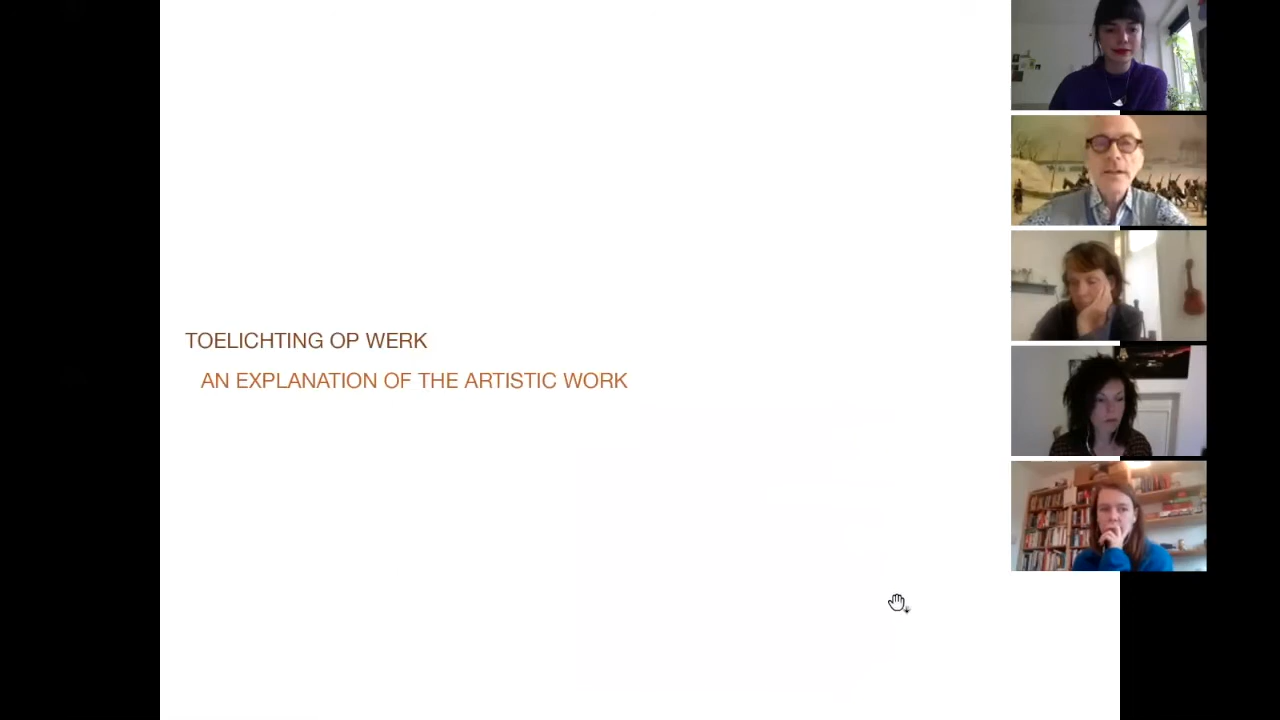 TOELICHTING OP WERK
AN EXPLANATION OF THE ARTISTIC WORK